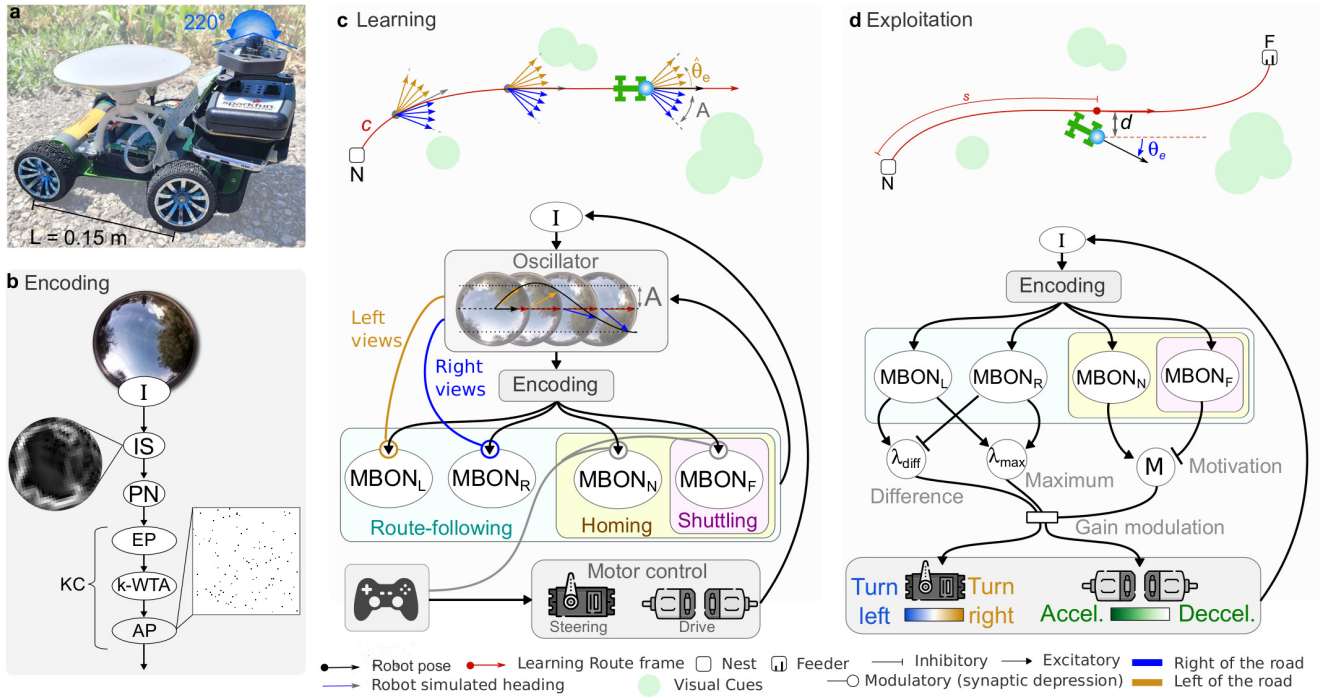 a
220°
sparkfun
L = 0.15 m
b Encoding
I
IS
PN
EP
KC
k-WTA
AP
c Learning
θ̂e
A
c
N
I
Oscillator
A
Left
views
Right
views
Encoding
MBONL
MBONR
MBONN
MBONF
Route-following
Homing
Shuttling
Motor control
Steering
Drive
d Exploitation
F
s
d
θe
N
I
Encoding
MBONL
MBONR
MBONN
MBONF
λdiff
λmax
M
Motivation
Difference
Maximum
Gain modulation
Turn
left
Turn
right
Accel.
Deccel.
Robot pose
Learning Route frame
Nest
Feeder
Inhibitory
Excitatory
Right of the road
Robot simulated heading
Visual Cues
Modulatory (synaptic depression)
Left of the road